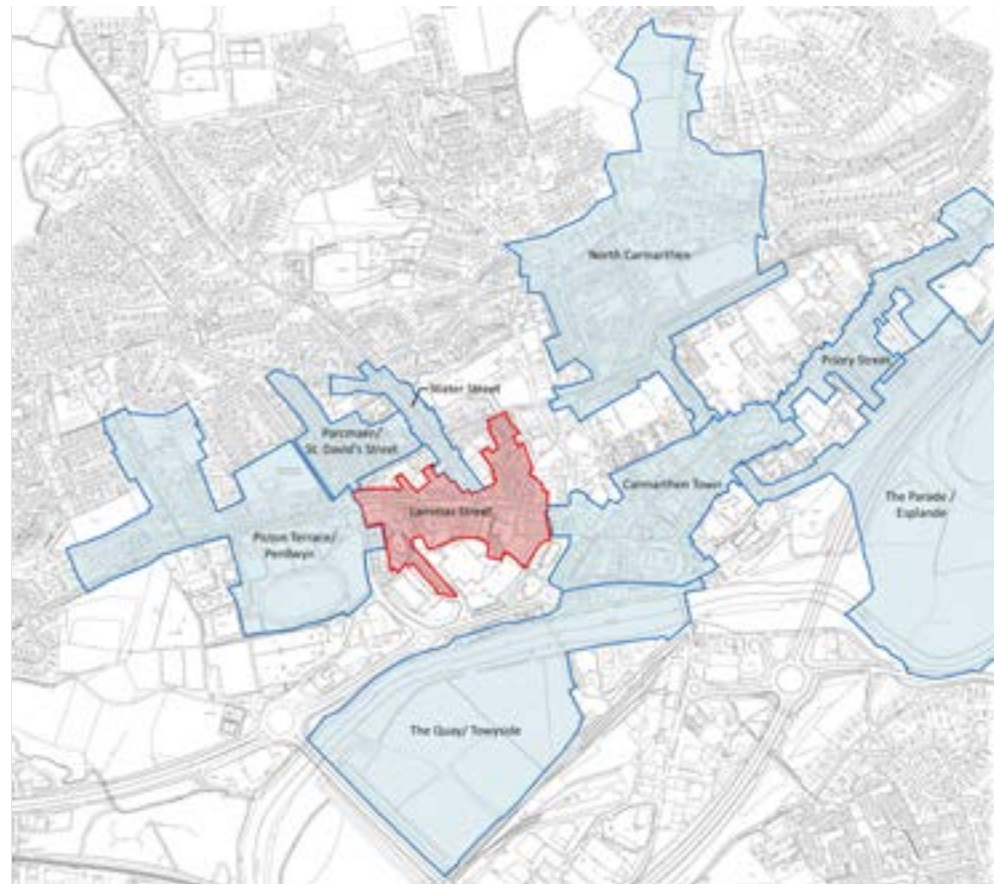 North Carmarthen
Priory Street
Water Street
Parcmaen/
St. David's Street
Lammas Street
Carmarthen Town
The Parade /
Esplande
Picton Terrace/
Penllwyn
The Quay/ Towyside